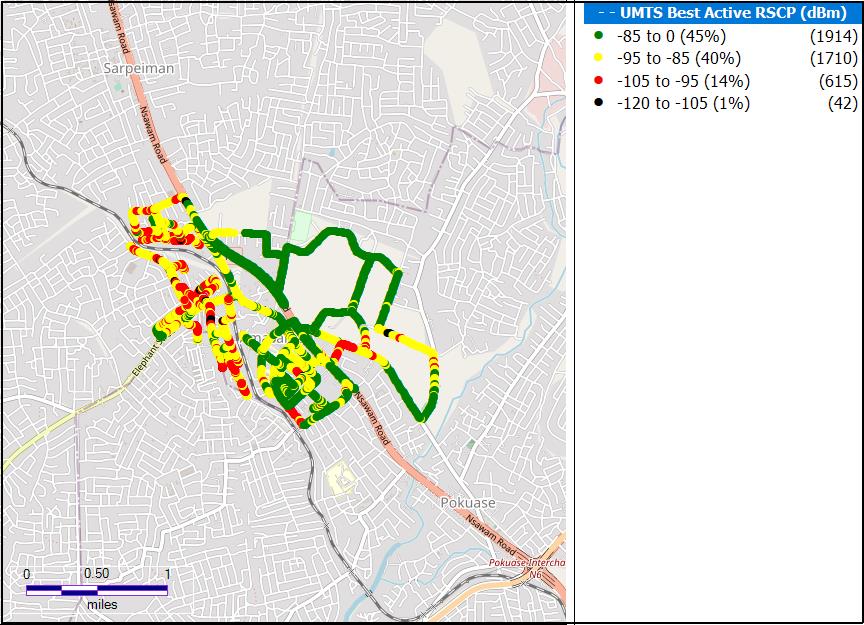 Nsawam Road
Sarpeiman
Nsawam Road
Elephant
Nsawam Road
Pokuase
Nsawam Road
Pokuase Intercha
N6
0 0.50 1
miles
- - UMTS Best Active RSCP (dBm)
-85 to 0 (45%) (1914)
-95 to -85 (40%) (1710)
-105 to -95 (14%) (615)
-120 to -105 (1%) (42)